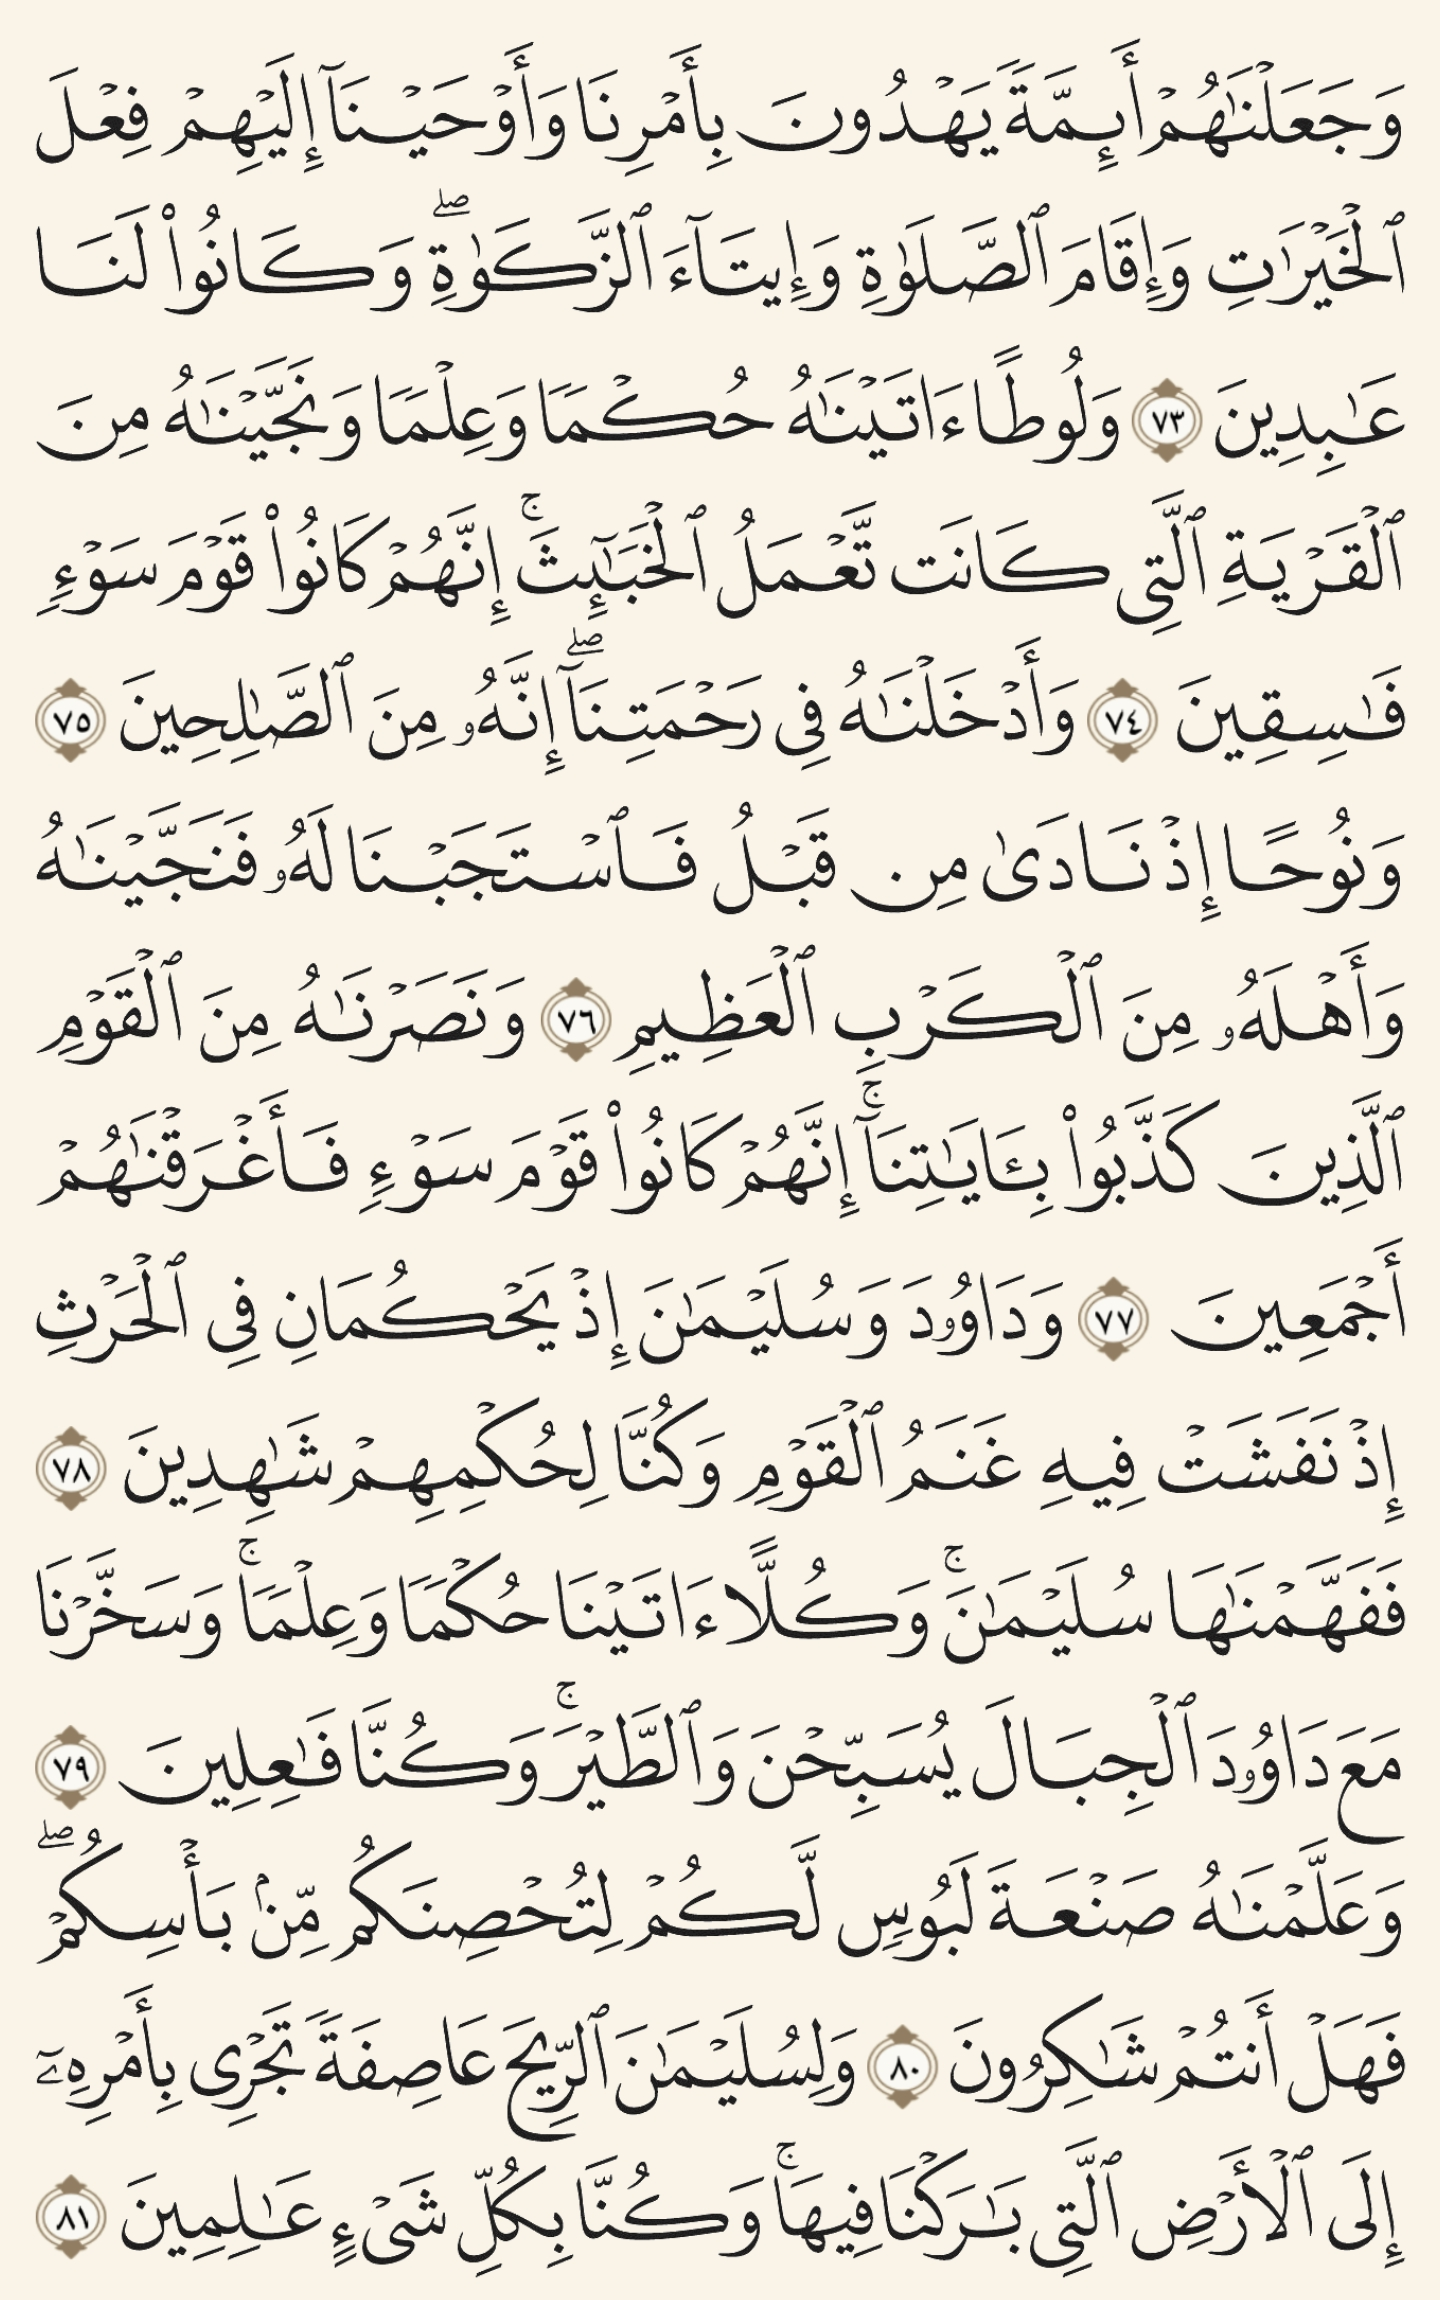 وَجَعَلْنَٰهُمْ أَئِمَّةً يَهْدُونَ بِأَمْرِنَا وَأَوْحَيْنَآ إِلَيْهِمْ فِعْلَ
ٱلْخَيْرَٰتِ وَإِقَامَ ٱلصَّلَوٰةِ وَإِيتَآءَ ٱلزَّكَوٰةِۖ وَكَانُوا۟ لَنَا
عَٰبِدِينَ ٧٣ وَلُوطًا ءَاتَيْنَٰهُ حُكْمًا وَعِلْمًا وَنَجَّيْنَٰهُ مِنَ
ٱلْقَرْيَةِ ٱلَّتِى كَانَت تَّعْمَلُ ٱلْخَبَٰٓئِثَۚ إِنَّهُمْ كَانُوا۟ قَوْمَ سَوْءٍ
فَٰسِقِينَ ٧٤ وَأَدْخَلْنَٰهُ فِى رَحْمَتِنَآۖ إِنَّهُۥ مِنَ ٱلصَّٰلِحِينَ ٧٥
وَنُوحًا إِذْ نَادَىٰ مِن قَبْلُ فَٱسْتَجَبْنَا لَهُۥ فَنَجَّيْنَٰهُ
وَأَهْلَهُۥ مِنَ ٱلْكَرْبِ ٱلْعَظِيمِ ٧٦ وَنَصَرْنَٰهُ مِنَ ٱلْقَوْمِ
ٱلَّذِينَ كَذَّبُوا۟ بِـَٔايَٰتِنَآۚ إِنَّهُمْ كَانُوا۟ قَوْمَ سَوْءٍ فَأَغْرَقْنَٰهُمْ
أَجْمَعِينَ ٧٧ وَدَاوُۥدَ وَسُلَيْمَٰنَ إِذْ يَحْكُمَانِ فِى ٱلْحَرْثِ
إِذْ نَفَشَتْ فِيهِ غَنَمُ ٱلْقَوْمِ وَكُنَّا لِحُكْمِهِمْ شَٰهِدِينَ ٧٨
فَفَهَّمْنَٰهَا سُلَيْمَٰنَۚ وَكُلًّا ءَاتَيْنَا حُكْمًا وَعِلْمًاۚ وَسَخَّرْنَا
مَعَ دَاوُۥدَ ٱلْجِبَالَ يُسَبِّحْنَ وَٱلطَّيْرَۚ وَكُنَّا فَٰعِلِينَ ٧٩
وَعَلَّمْنَٰهُ صَنْعَةَ لَبُوسٍ لَّكُمْ لِتُحْصِنَكُم مِّنۢ بَأْسِكُمْۖ
فَهَلْ أَنتُمْ شَٰكِرُونَ ٨٠ وَلِسُلَيْمَٰنَ ٱلرِّيحَ عَاصِفَةً تَجْرِى بِأَمْرِهِۦٓ
إِلَى ٱلْأَرْضِ ٱلَّتِى بَٰرَكْنَا فِيهَاۚ وَكُنَّا بِكُلِّ شَىْءٍ عَٰلِمِينَ ٨١